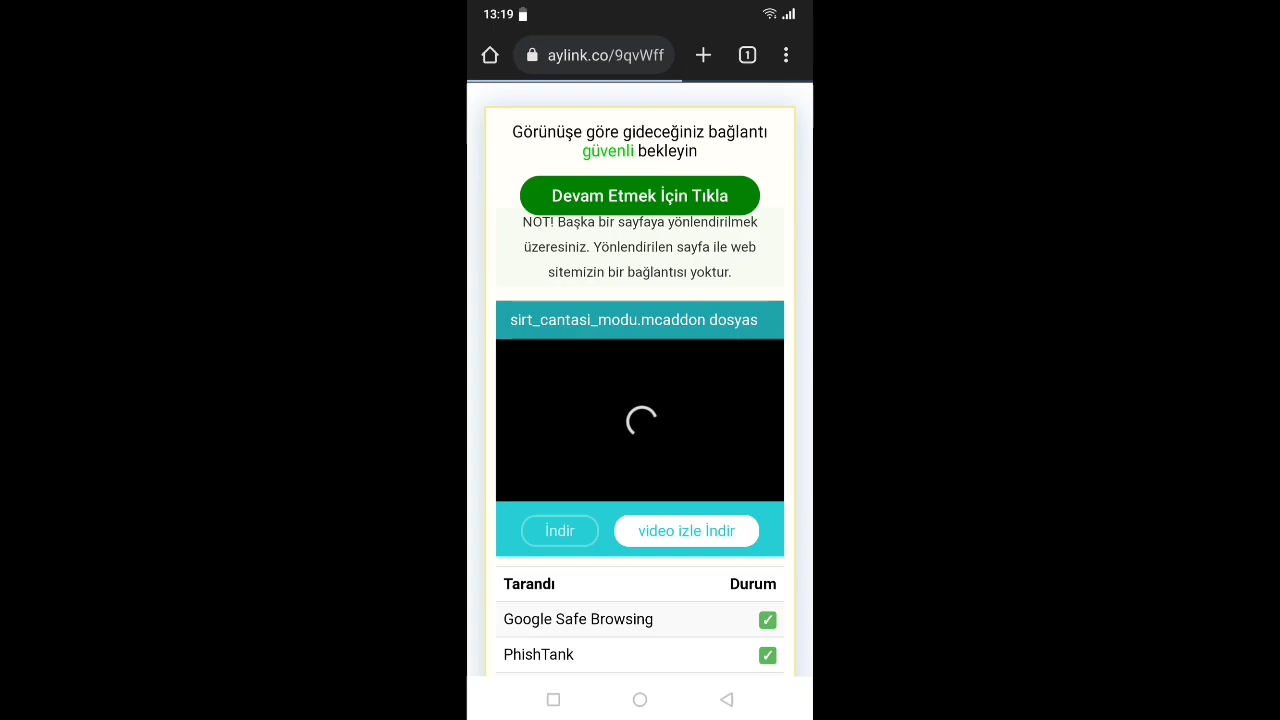 13:19
aylink.co/9qvWff
1
Görünüşe göre gideceğiniz bağlantı
güvenli bekleyin
Devam Etmek İçin Tıkla
NOT! Başka bir sayfaya yönlendirilmek
üzeresiniz. Yönlendirilen sayfa ile web
sitemizin bir bağlantısı yoktur.
sirt_cantasi_modu.mcaddon dosyas
İndir
video izle İndir
Tarandı Durum
Google Safe Browsing
PhishTank